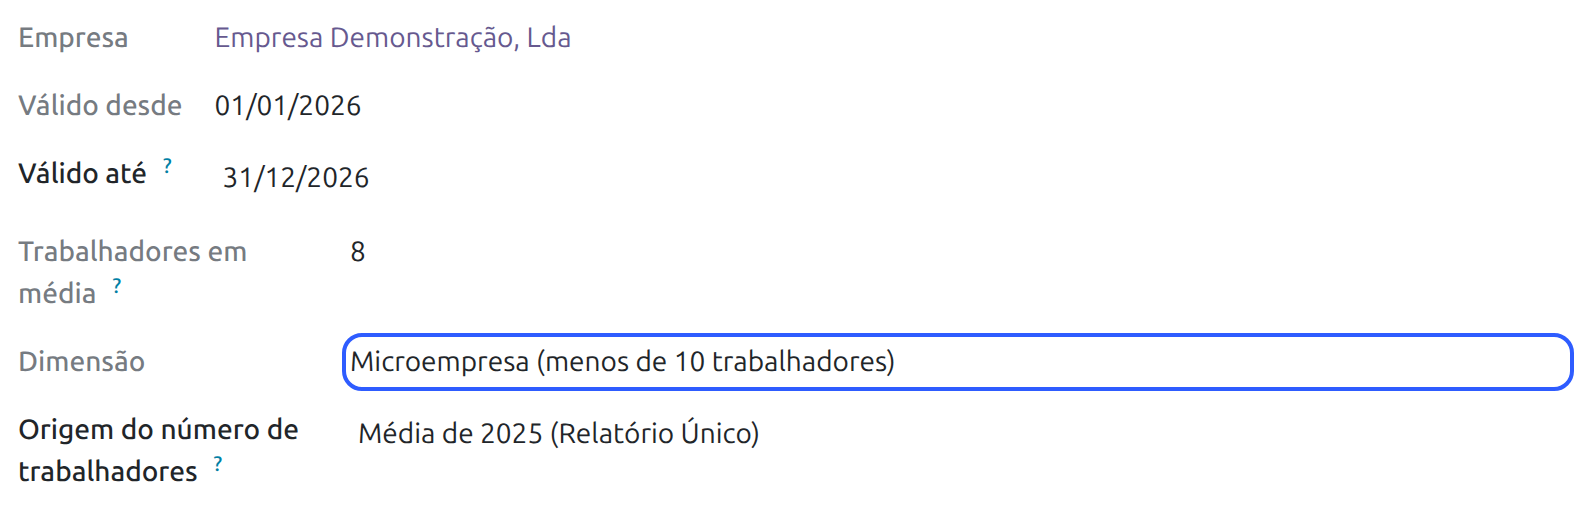 Empresa Empresa Demonstração, Lda
Válido desde 01/01/2026
Válido até ? 31/12/2026
Trabalhadores em 8
média ?
Dimensão Microempresa (menos de 10 trabalhadores)
Origem do número de Média de 2025 (Relatório Único)
trabalhadores ?